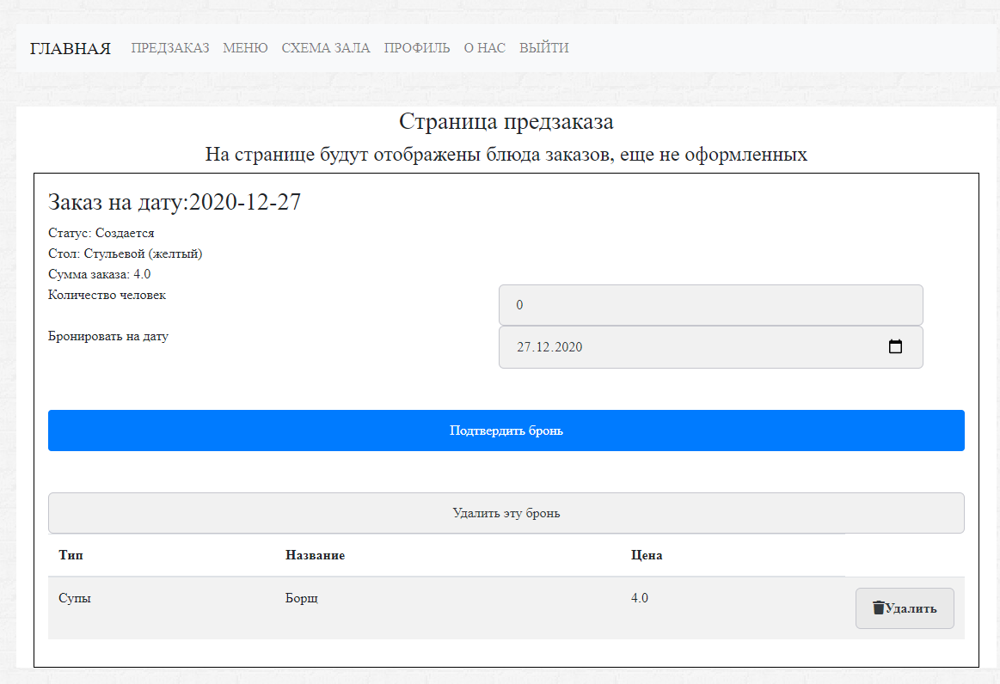 ГЛАВНАЯ ПРЕДЗАКАЗ МЕНЮ СХЕМА ЗАЛА ПРОФИЛЬ О НАС ВЫЙТИ
Страница предзаказа
На странице будут отображены блюда заказов, еще не оформленных
Заказ на дату:2020-12-27
Статус: Создается
Стол: Стульевой (желтый)
Сумма заказа: 4.0
Количество человек 0
Бронировать на дату 27.12.2020
Подтвердить бронь
Удалить эту бронь
Тип Название Цена
Супы Борщ 4.0 Удалить